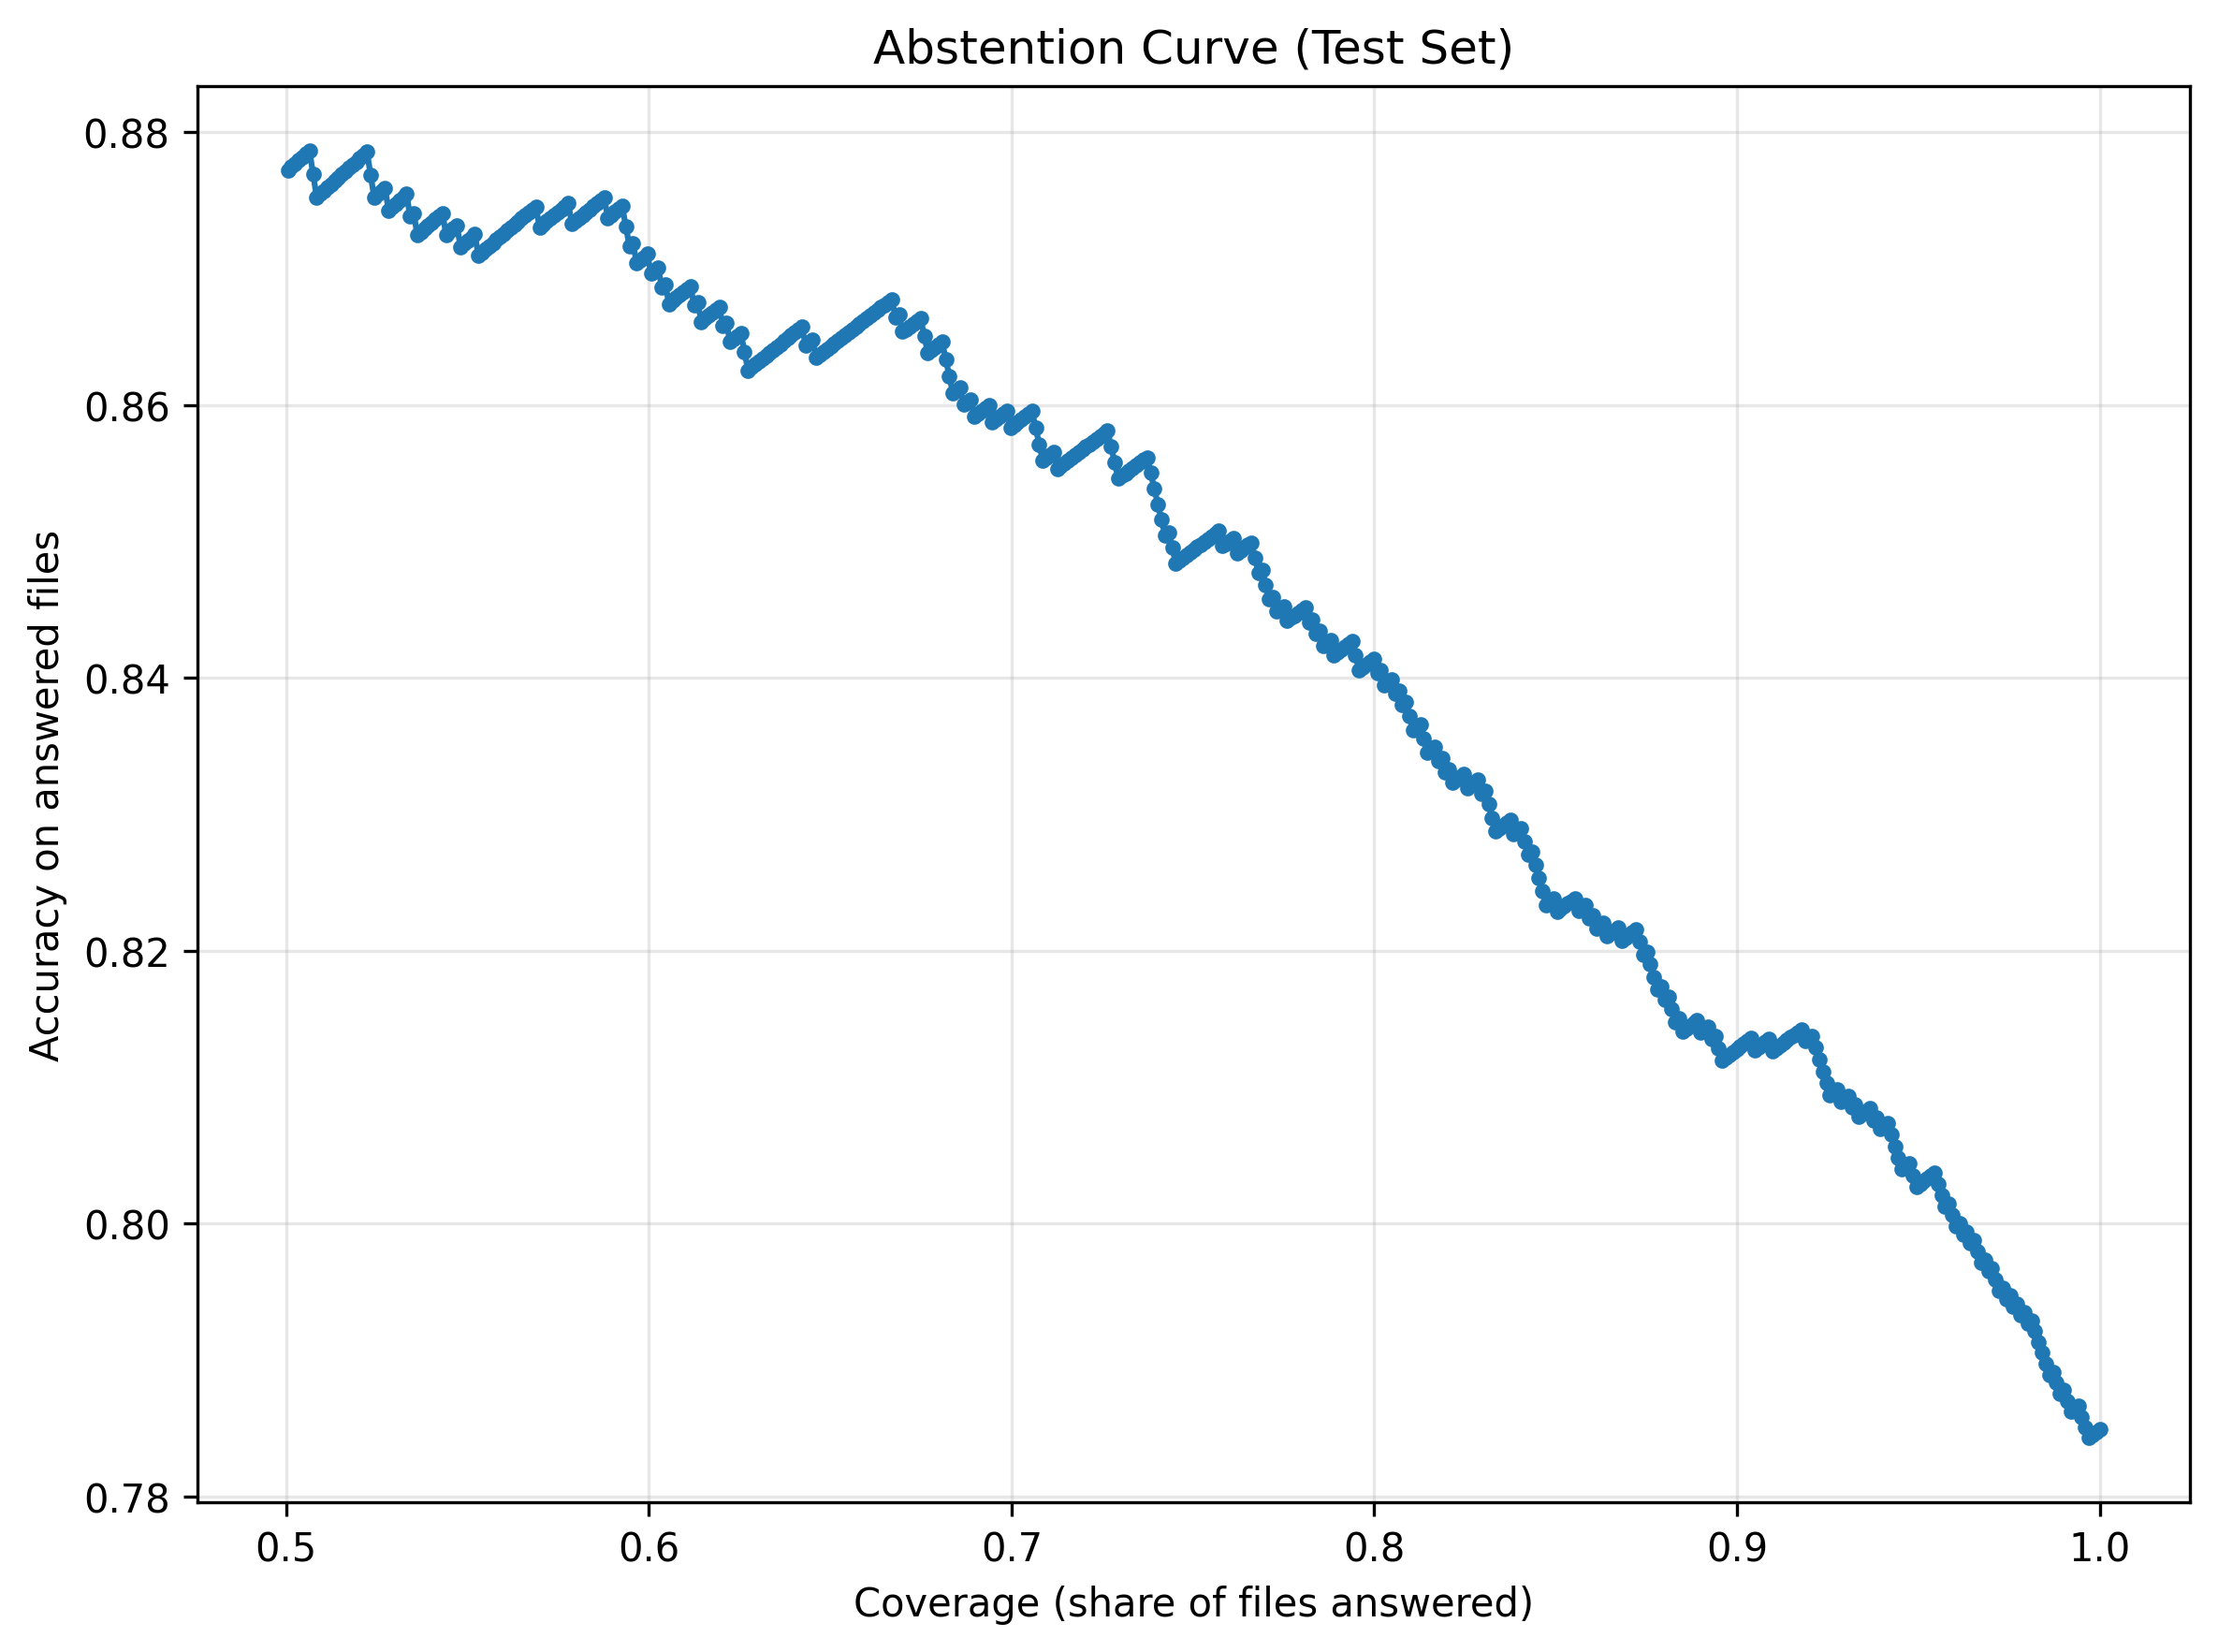 Abstention Curve (Test Set)
Accuracy on answered files
0.88
0.86
0.84
0.82
0.80
0.78
0.5 0.6 0.7 0.8 0.9 1.0
Coverage (share of files answered)